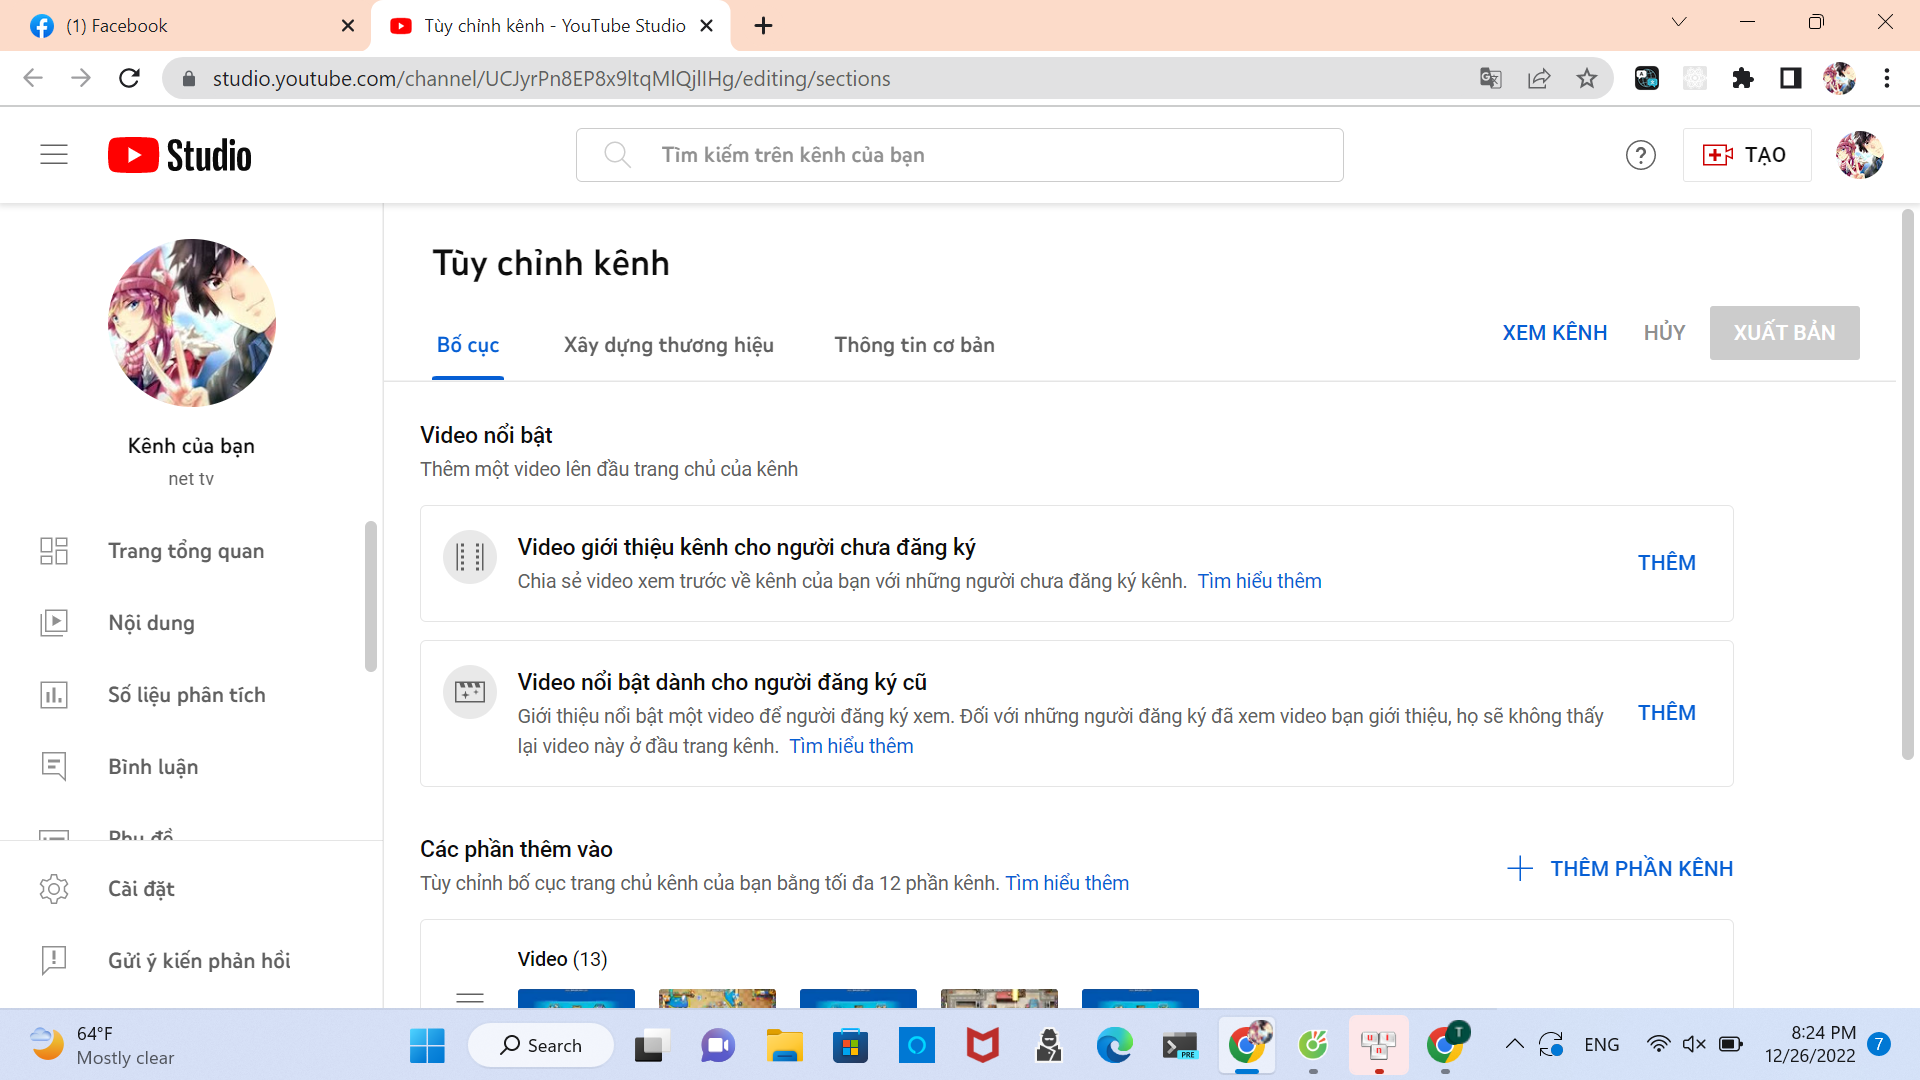 (1) Facebook
Tùy chỉnh kênh - YouTube Studio
studio.youtube.com/channel/UCJyrPn8EP8x9ltqMlQjlIHg/editing/sections
Studio
Tìm kiếm trên kênh của bạn
TẠO
Kênh của bạn
net tv
Trang tổng quan
Nội dung
Số liệu phân tích
Bình luận
Phụ đề
Cài đặt
Gửi ý kiến phản hồi
Tùy chỉnh kênh
Bố cục
Xây dựng thương hiệu
Thông tin cơ bản
XEM KÊNH
HỦY
XUẤT BẢN
Video nổi bật
Thêm một video lên đầu trang chủ của kênh
Video giới thiệu kênh cho người chưa đăng ký
Chia sẻ video xem trước về kênh của bạn với những người chưa đăng ký kênh. Tìm hiểu thêm
THÊM
Video nổi bật dành cho người đăng ký cũ
Giới thiệu nổi bật một video để người đăng ký xem. Đối với những người đăng ký đã xem video bạn giới thiệu, họ sẽ không thấy
lại video này ở đầu trang kênh. Tìm hiểu thêm
THÊM
Các phần thêm vào
Tùy chỉnh bố cục trang chủ kênh của bạn bằng tối đa 12 phần kênh. Tìm hiểu thêm
THÊM PHẦN KÊNH
Video (13)
64°F
Mostly clear
Search
PRE
T
ENG
8:24 PM
12/26/2022
7